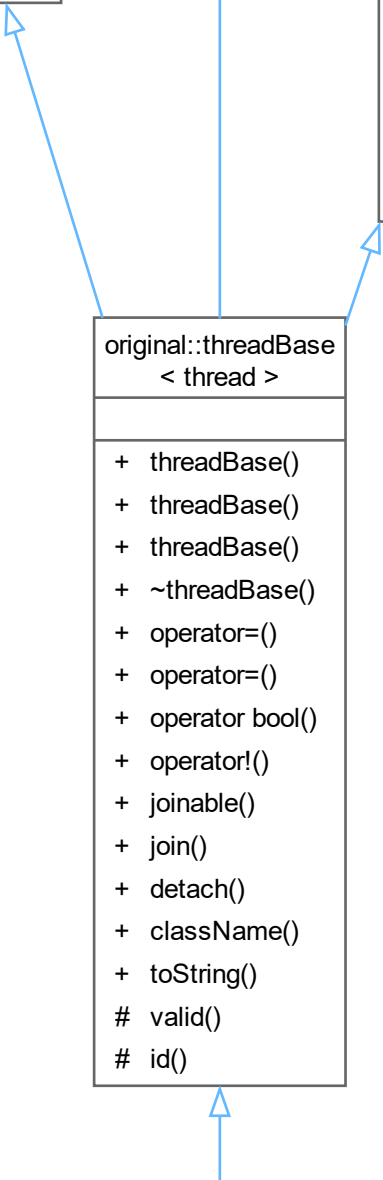 original::threadBase
< thread >
+ threadBase()
+ threadBase()
+ threadBase()
+ ~threadBase()
+ operator=()
+ operator=()
+ operator bool()
+ operator!()
+ joinable()
+ join()
+ detach()
+ className()
+ toString()
# valid()
# id()